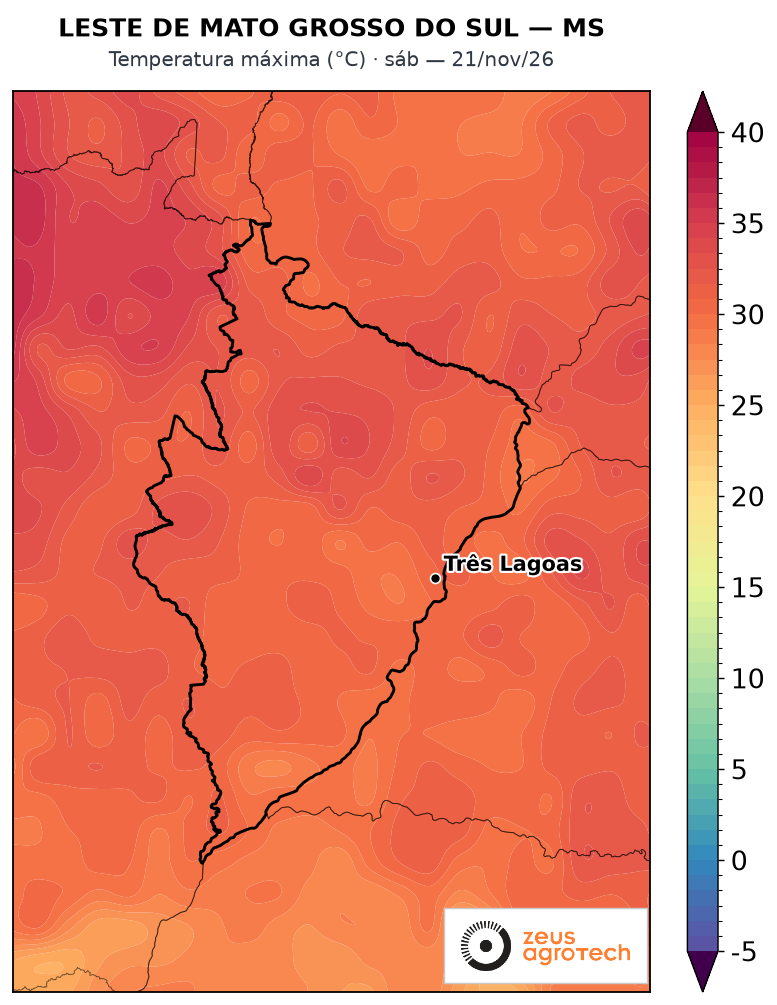 LESTE DE MATO GROSSO DO SUL — MS
Temperatura máxima (°C) · sáb — 21/nov/26
40
35
30
25
20
15
10
5
0
-5
Três Lagoas
zeus
agrotech